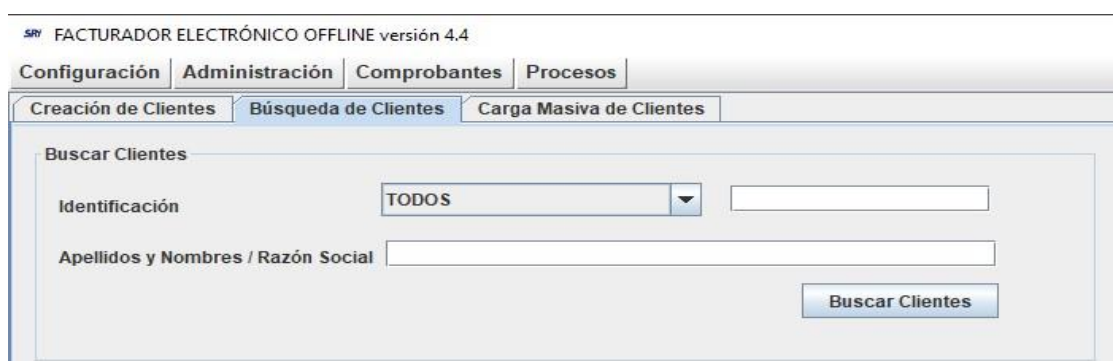 SRI FACTURADOR ELECTRÓNICO OFFLINE versión 4.4
Configuración Administración Comprobantes Procesos
Creación de Clientes Búsqueda de Clientes Carga Masiva de Clientes
Buscar Clientes
Identificación TODOS
Apellidos y Nombres / Razón Social
Buscar Clientes